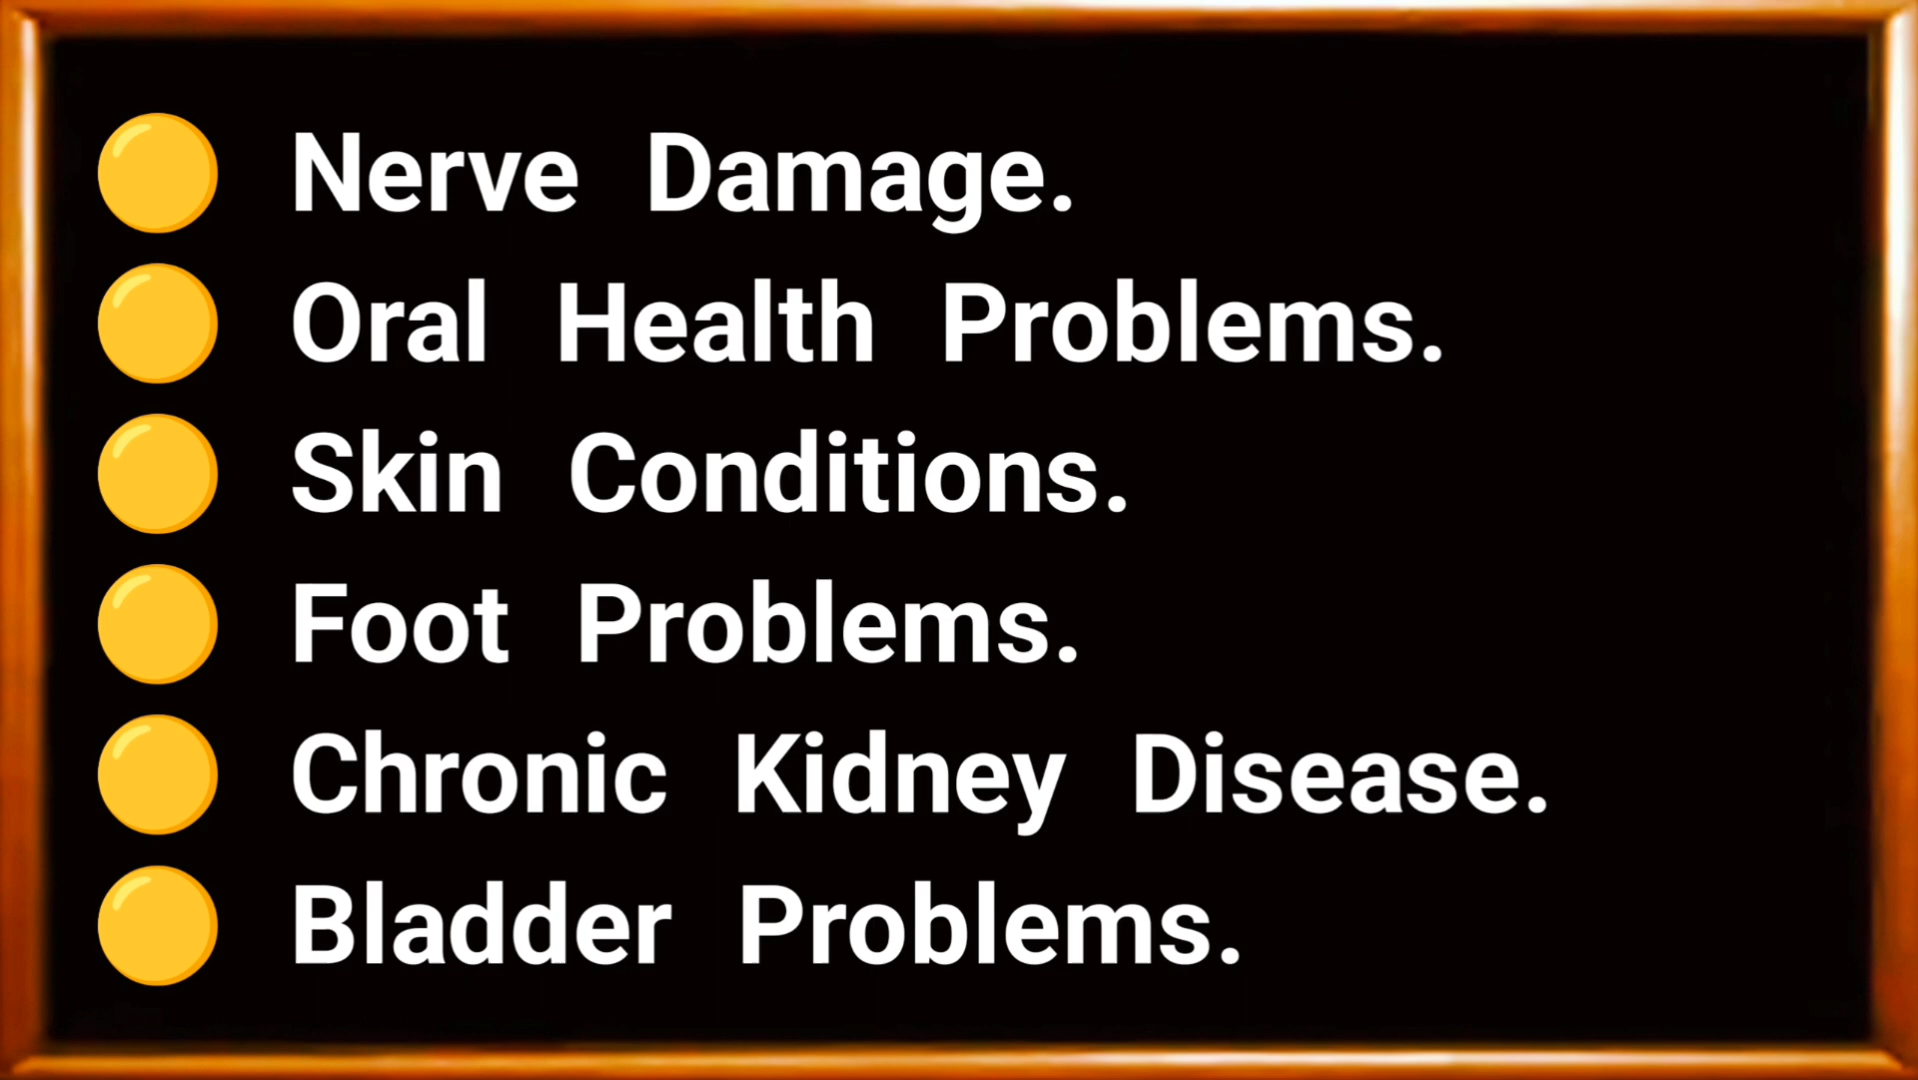 Nerve Damage.
Oral Health Problems.
Skin Conditions.
Foot Problems.
Chronic Kidney Disease.
Bladder Problems.